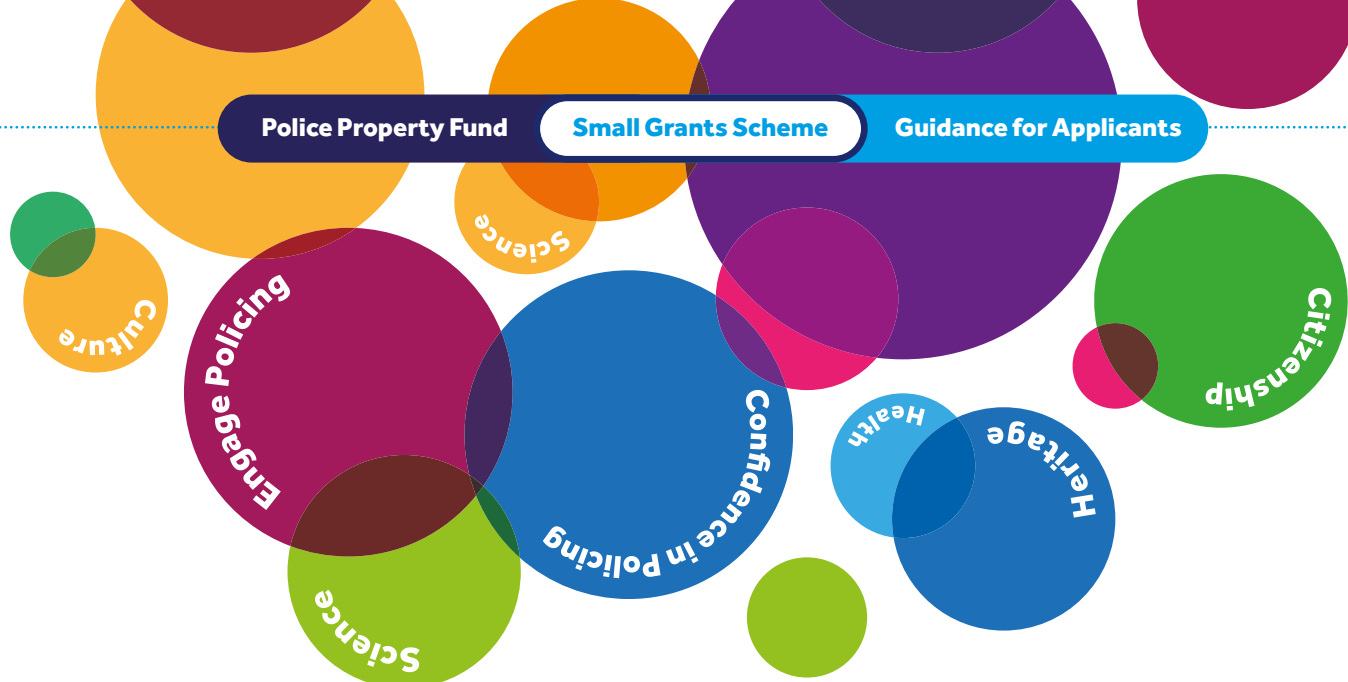 Police Property Fund
Small Grants Scheme
Guidance for Applicants
Science
Culture
Engage Policing
Citizenship
Confidence in Policing
Health
Heritage
Science